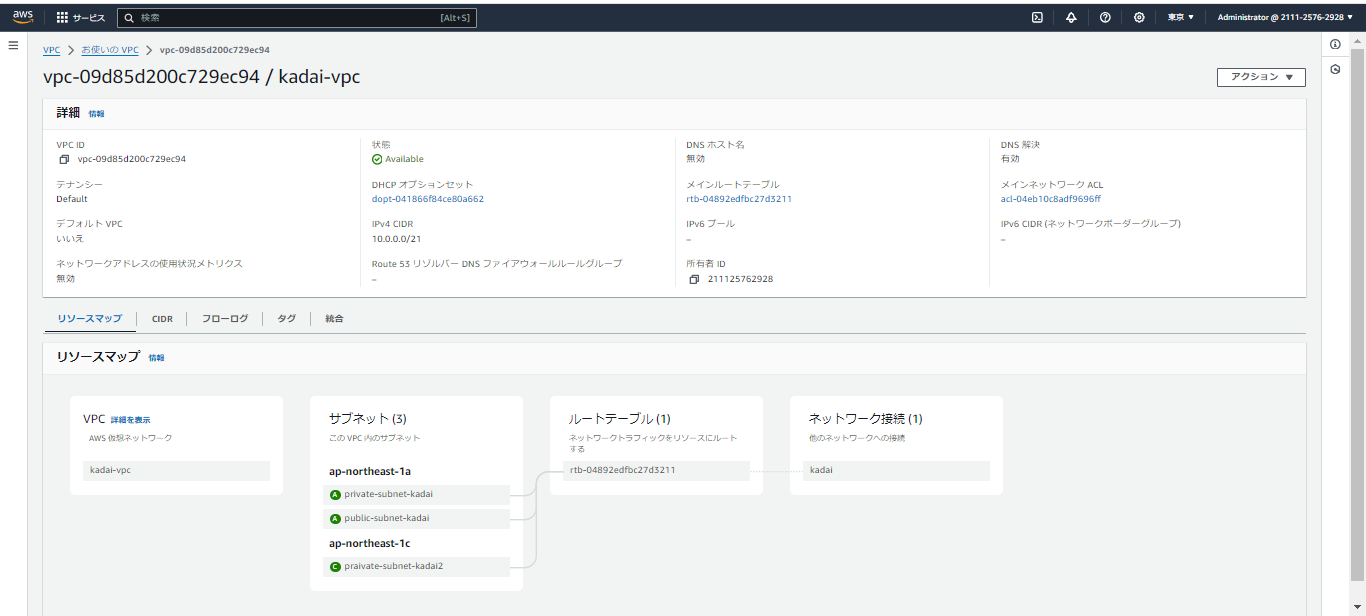 aws
サービス
検索
[Alt+S]
東京 ▼
Administrator @ 2111-2576-2928 ▼
VPC > お使いの VPC > vpc-09d85d200c729ec94
vpc-09d85d200c729ec94 / kadai-vpc
アクション ▼
詳細 情報
VPC ID
vpc-09d85d200c729ec94
状態
Available
DNS ホスト名
無効
DNS 解決
有効
テナンシー
Default
DHCP オプションセット
dopt-041866f84ce80a662
メインルートテーブル
rtb-04892edfbc27d3211
メインネットワーク ACL
acl-04eb10c8adf9696ff
デフォルト VPC
いいえ
IPv4 CIDR
10.0.0.0/21
IPv6 プール
–
IPv6 CIDR (ネットワークボーダーグループ)
–
ネットワークアドレスの使用状況メトリクス
無効
Route 53 リゾルバー DNS ファイアウォールルールグループ
–
所有者 ID
211125762928
リソースマップ
CIDR
フローログ
タグ
統合
リソースマップ 情報
VPC 詳細を表示
AWS 仮想ネットワーク
kadai-vpc
サブネット (3)
この VPC 内のサブネット
ap-northeast-1a
A private-subnet-kadai
A public-subnet-kadai
ap-northeast-1c
C praivate-subnet-kadai2
ルートテーブル (1)
ネットワークトラフィックをリソースにルート
する
rtb-04892edfbc27d3211
ネットワーク接続 (1)
他のネットワークへの接続
kadai